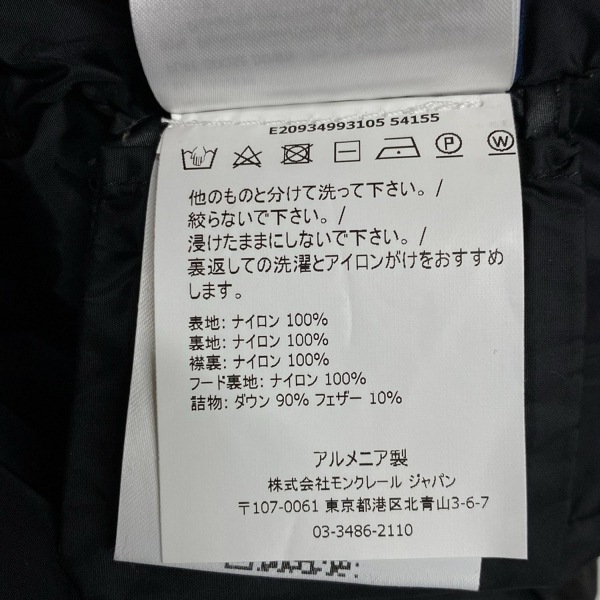 E20934993105 54155
P
W
他のものと分けて洗って下さい。/
絞らないで下さい。/
浸けたままにしないで下さい。/
裏返しての洗濯とアイロンがけをおすすめ
します。
表地: ナイロン 100%
裏地: ナイロン 100%
襟裏: ナイロン 100%
フード裏地: ナイロン 100%
詰物: ダウン 90% フェザー 10%
アルメニア製
株式会社モンクレール ジャパン
〒107-0061 東京都港区北青山3-6-7
03-3486-2110